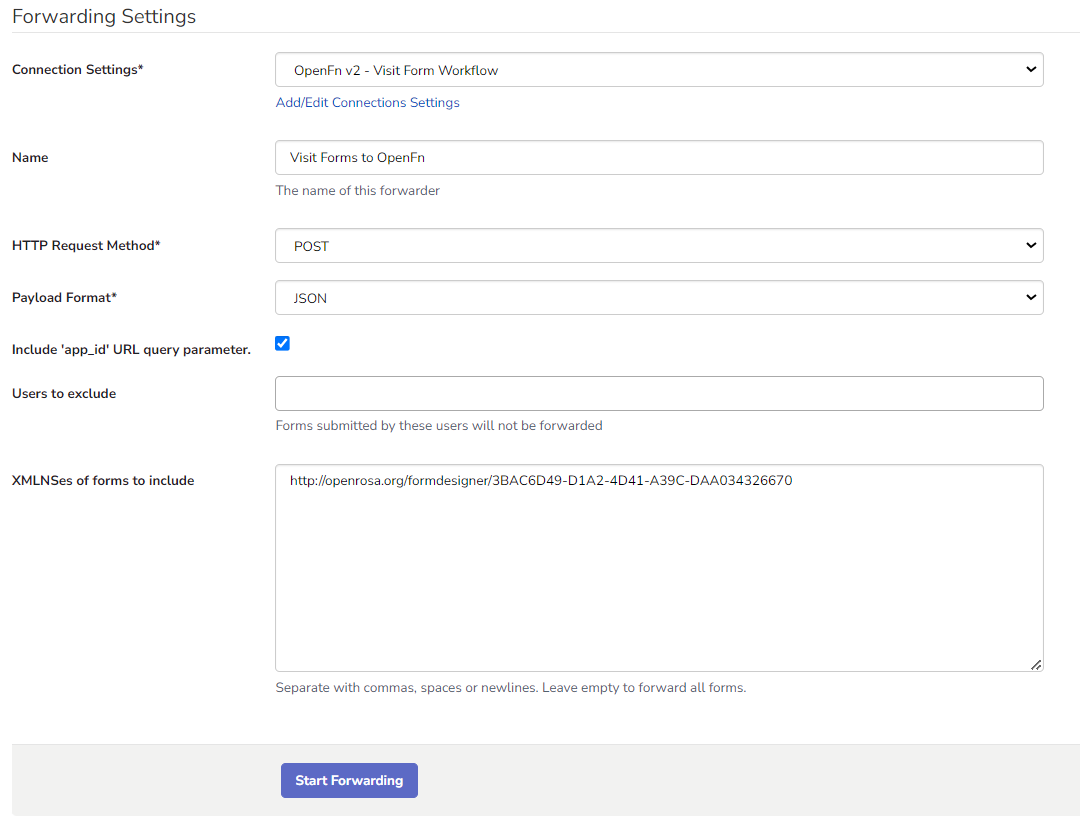 Forwarding Settings
Connection Settings*
OpenFn v2 - Visit Form Workflow
Add/Edit Connections Settings
Name
Visit Forms to OpenFn
The name of this forwarder
HTTP Request Method*
POST
Payload Format*
JSON
Include 'app_id' URL query parameter.
Users to exclude
Forms submitted by these users will not be forwarded
XMLNSes of forms to include
http://openrosa.org/formdesigner/3BAC6D49-D1A2-4D41-A39C-DAA034326670
Separate with commas, spaces or newlines. Leave empty to forward all forms.
Start Forwarding